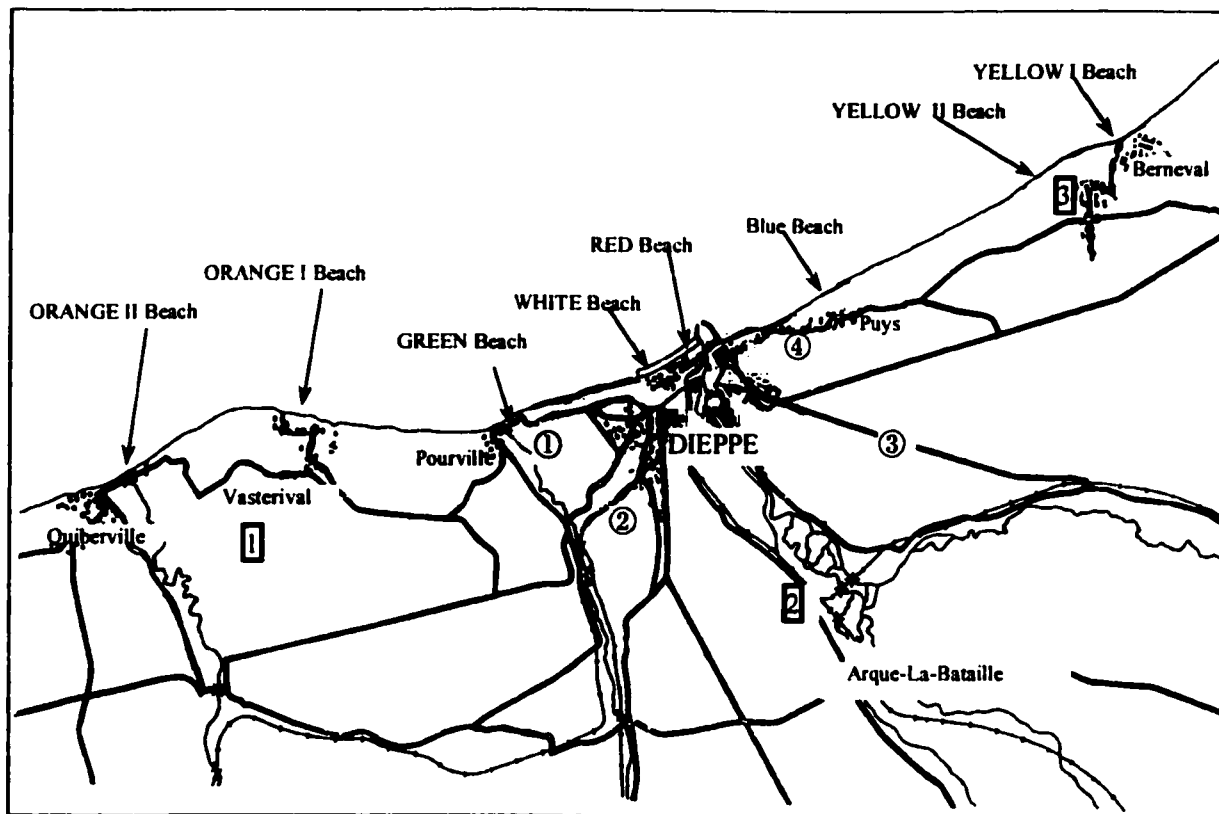 YELLOW I Beach
YELLOW II Beach
Berneval
3
Blue Beach
RED Beach
ORANGE I Beach
WHITE Beach
ORANGE II Beach
Puys
GREEN Beach
4
1
DIEPPE
3
Pourville
Vasterival
2
Quiberville
1
2
Arque-La-Bataille